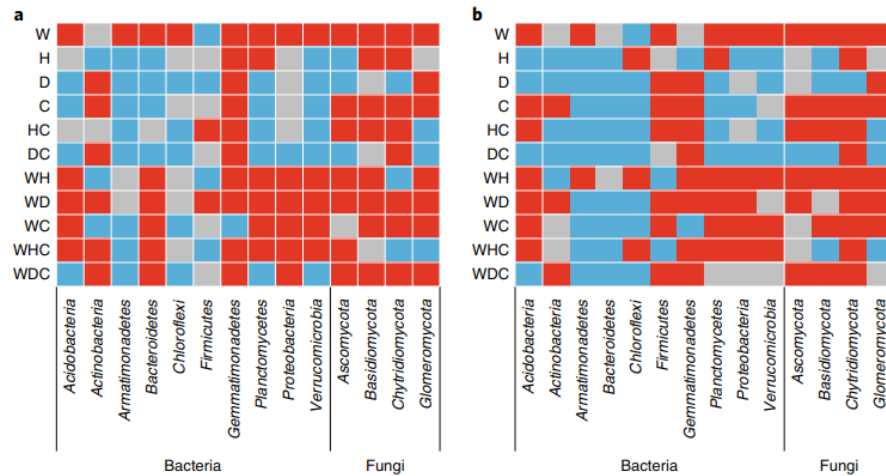 a
W
H
D
C
HC
DC
WH
WD
WC
WHC
WDC
Acidobacteria
Actinobacteria
Armatimonadetes
Bacteroidetes
Chloroflexi
Firmicutes
Gemmatimonadetes
Planctomycetes
Proteobacteria
Verrucomicrobia
Ascomycota
Basidiomycota
Chytridiomycota
Glomeromycota
Bacteria
Fungi
b
W
H
D
C
HC
DC
WH
WD
WC
WHC
WDC
Acidobacteria
Actinobacteria
Armatimonadetes
Bacteroidetes
Chloroflexi
Firmicutes
Gemmatimonadetes
Planctomycetes
Proteobacteria
Verrucomicrobia
Ascomycota
Basidiomycota
Chytridiomycota
Glomeromycota
Bacteria
Fungi